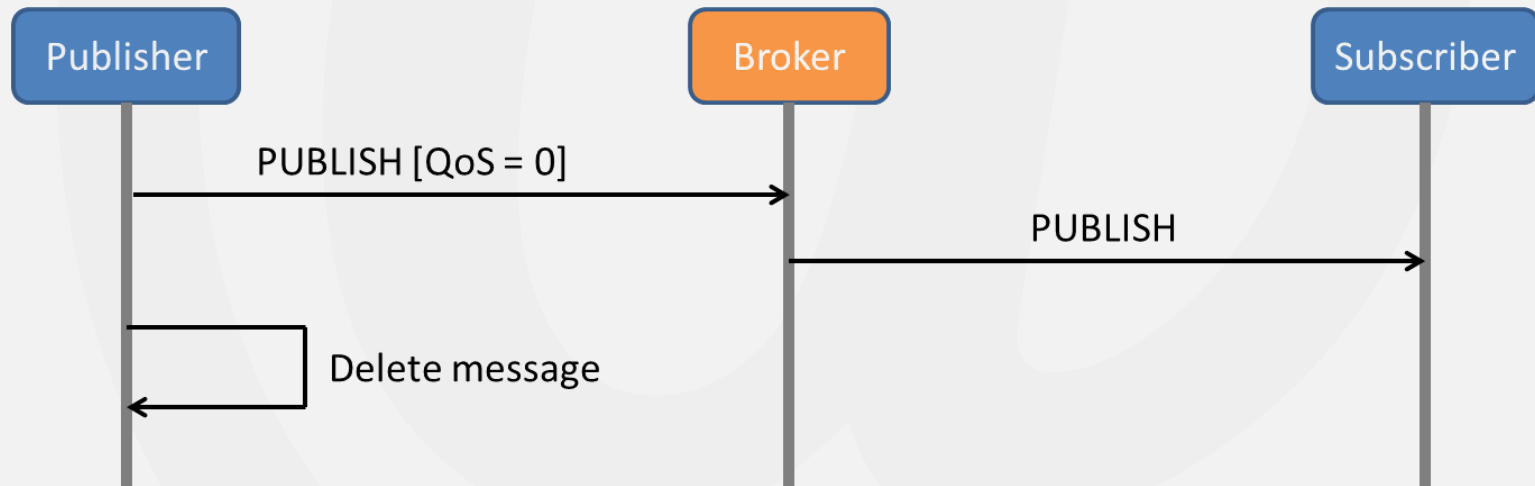 Publisher
Broker
Subscriber
PUBLISH [QoS = 0]
PUBLISH
Delete message